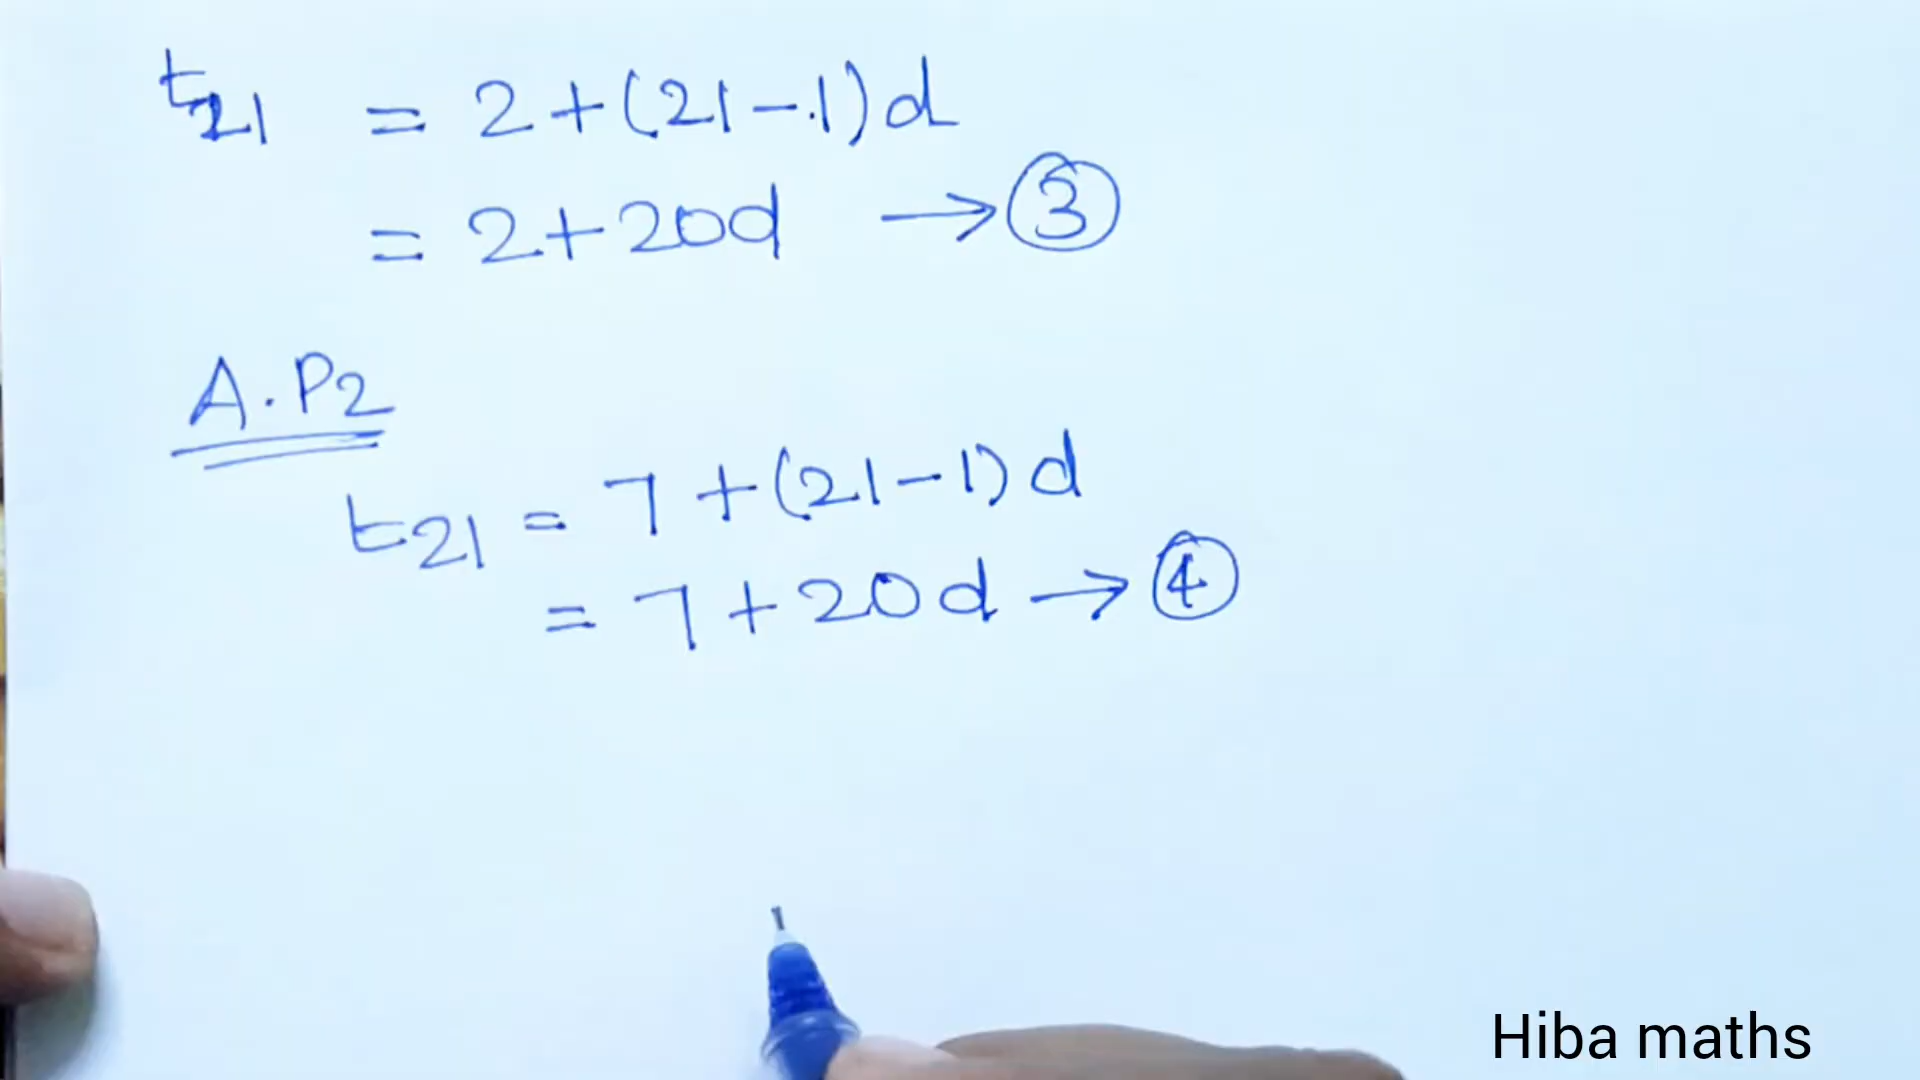 t21 = 2+(21-1)d
= 2+20d → ③
A.P2
t21 = 7+(21-1)d
= 7+20d → ④
Hiba maths